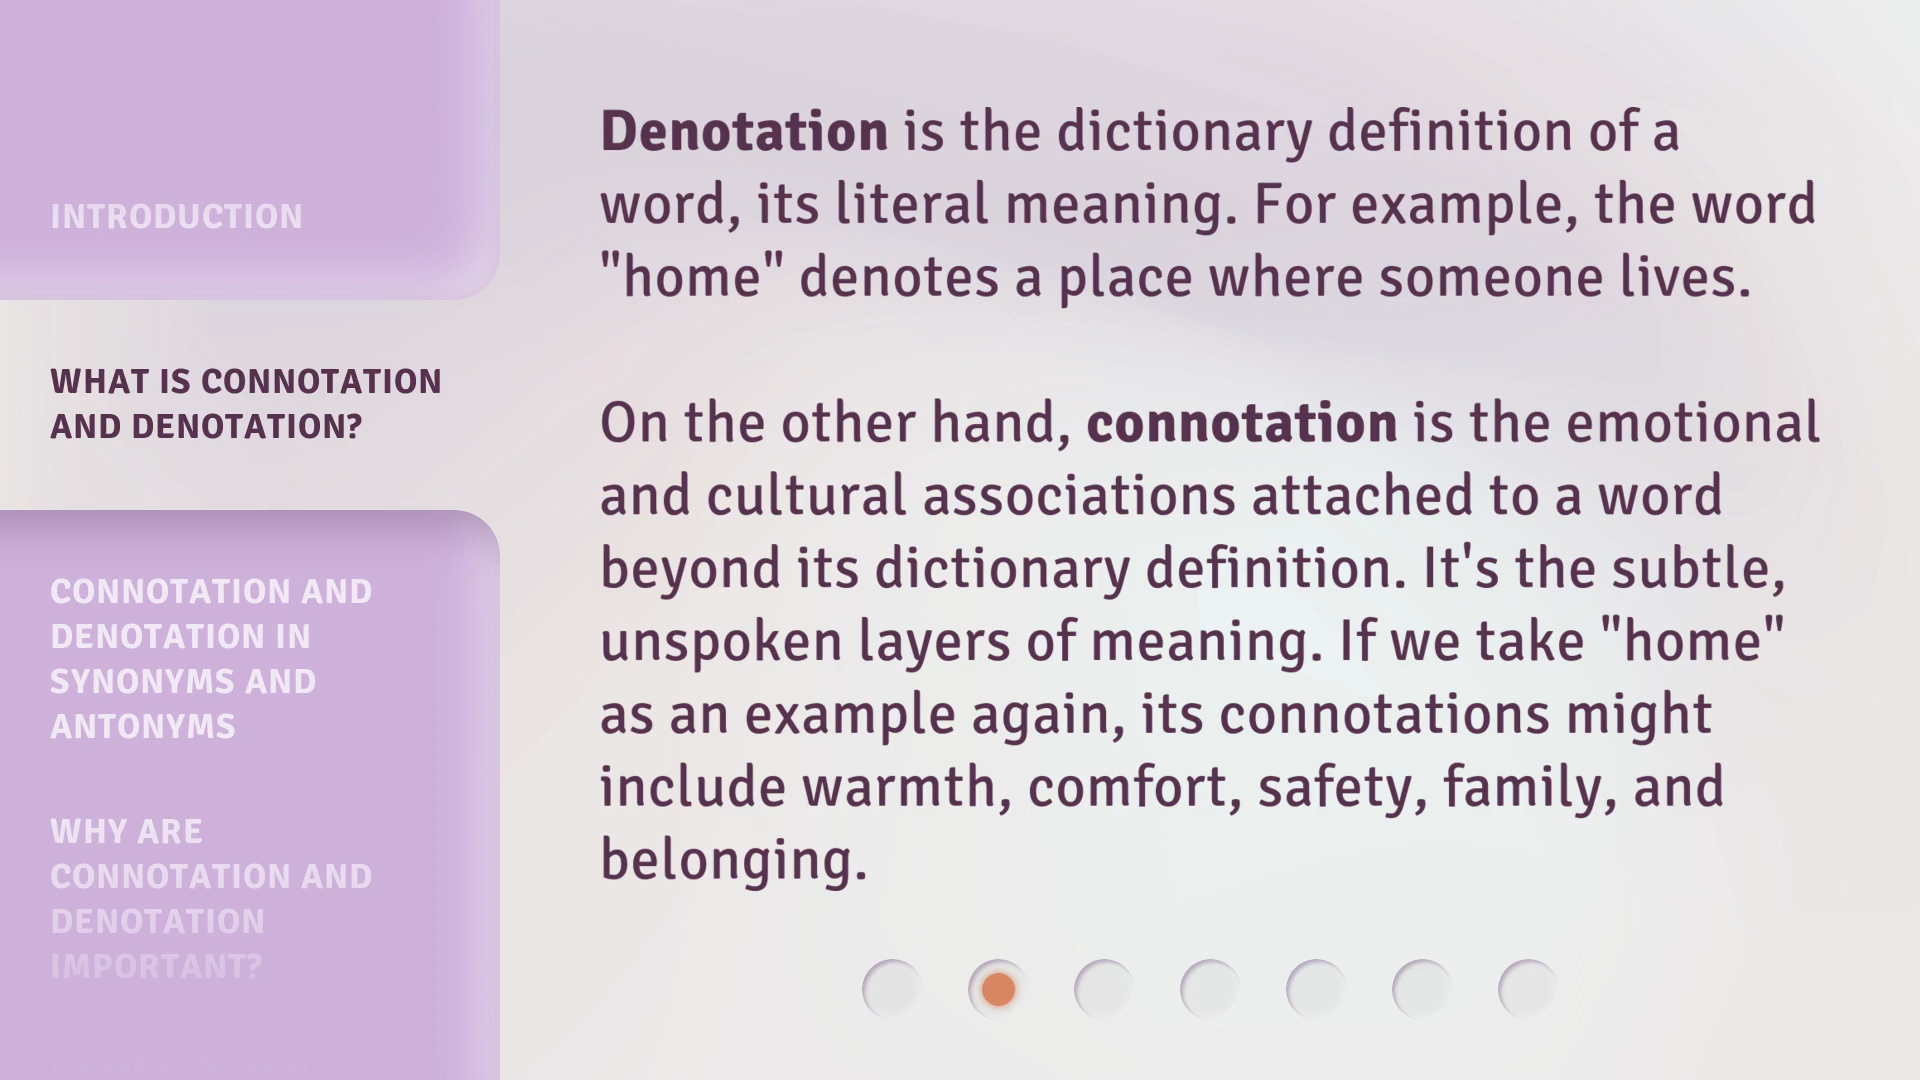 INTRODUCTION
WHAT IS CONNOTATION
AND DENOTATION?
CONNOTATION AND
DENOTATION IN
SYNONYMS AND
ANTONYMS
WHY ARE
CONNOTATION AND
DENOTATION
IMPORTANT?
Denotation is the dictionary definition of a
word, its literal meaning. For example, the word
"home" denotes a place where someone lives.
On the other hand, connotation is the emotional
and cultural associations attached to a word
beyond its dictionary definition. It's the subtle,
unspoken layers of meaning. If we take "home"
as an example again, its connotations might
include warmth, comfort, safety, family, and
belonging.